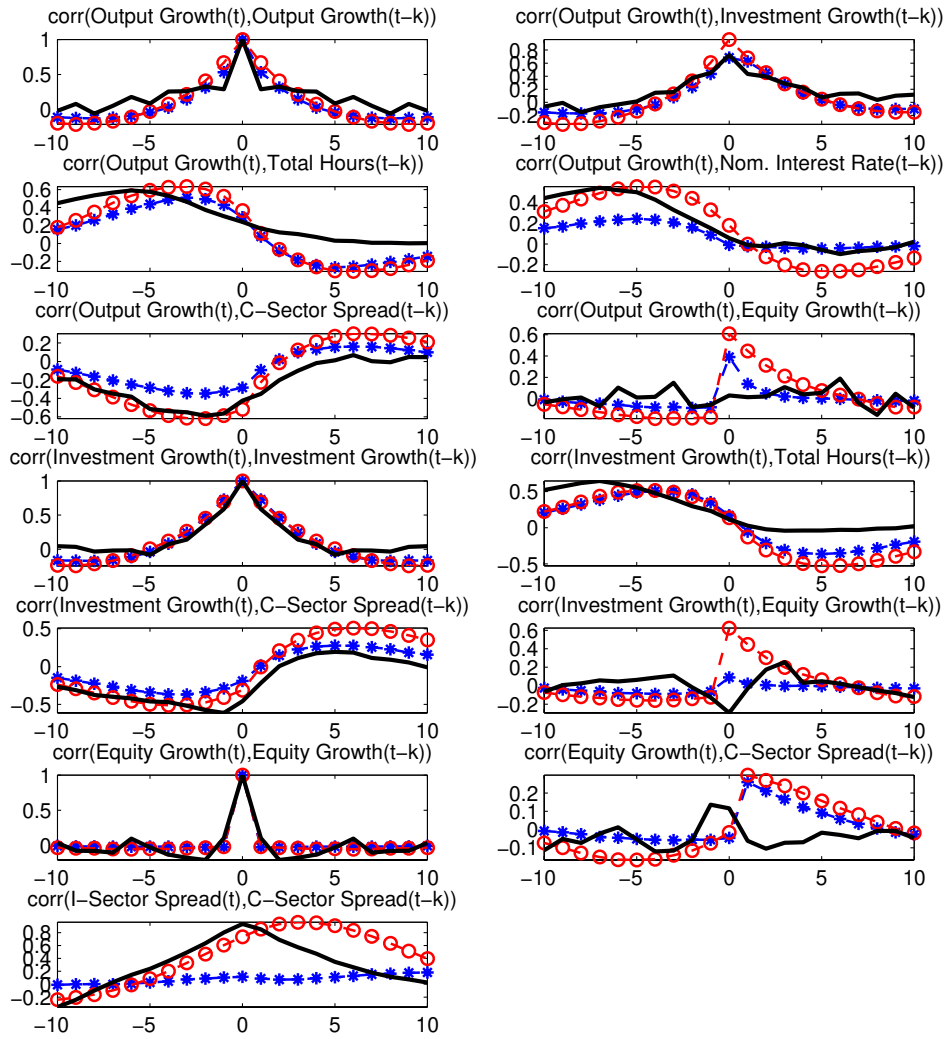 corr(Output Growth(t),Output Growth(t−k))
1
0.5
0
−10 −5 0 5 10
corr(Output Growth(t),Investment Growth(t−k))
0.8
0.6
0.4
0.2
0
−0.2
−10 −5 0 5 10
corr(Output Growth(t),Total Hours(t−k))
0.6
0.4
0.2
0
−0.2
−10 −5 0 5 10
corr(Output Growth(t),Nom. Interest Rate(t−k))
0.4
0.2
0
−0.2
−10 −5 0 5 10
corr(Output Growth(t),C−Sector Spread(t−k))
0.2
0
−0.2
−0.4
−0.6
−10 −5 0 5 10
corr(Output Growth(t),Equity Growth(t−k))
0.6
0.4
0.2
0
−10 −5 0 5 10
corr(Investment Growth(t),Investment Growth(t−k))
1
0.5
0
−10 −5 0 5 10
corr(Investment Growth(t),Total Hours(t−k))
0.5
0
−0.5
−10 −5 0 5 10
corr(Investment Growth(t),C−Sector Spread(t−k))
0.5
0
−0.5
−10 −5 0 5 10
corr(Investment Growth(t),Equity Growth(t−k))
0.6
0.4
0.2
0
−0.2
−10 −5 0 5 10
corr(Equity Growth(t),Equity Growth(t−k))
1
0.5
0
−10 −5 0 5 10
corr(Equity Growth(t),C−Sector Spread(t−k))
0.2
0.1
0
−0.1
−10 −5 0 5 10
corr(I−Sector Spread(t),C−Sector Spread(t−k))
0.8
0.6
0.4
0.2
0
−0.2
−10 −5 0 5 10